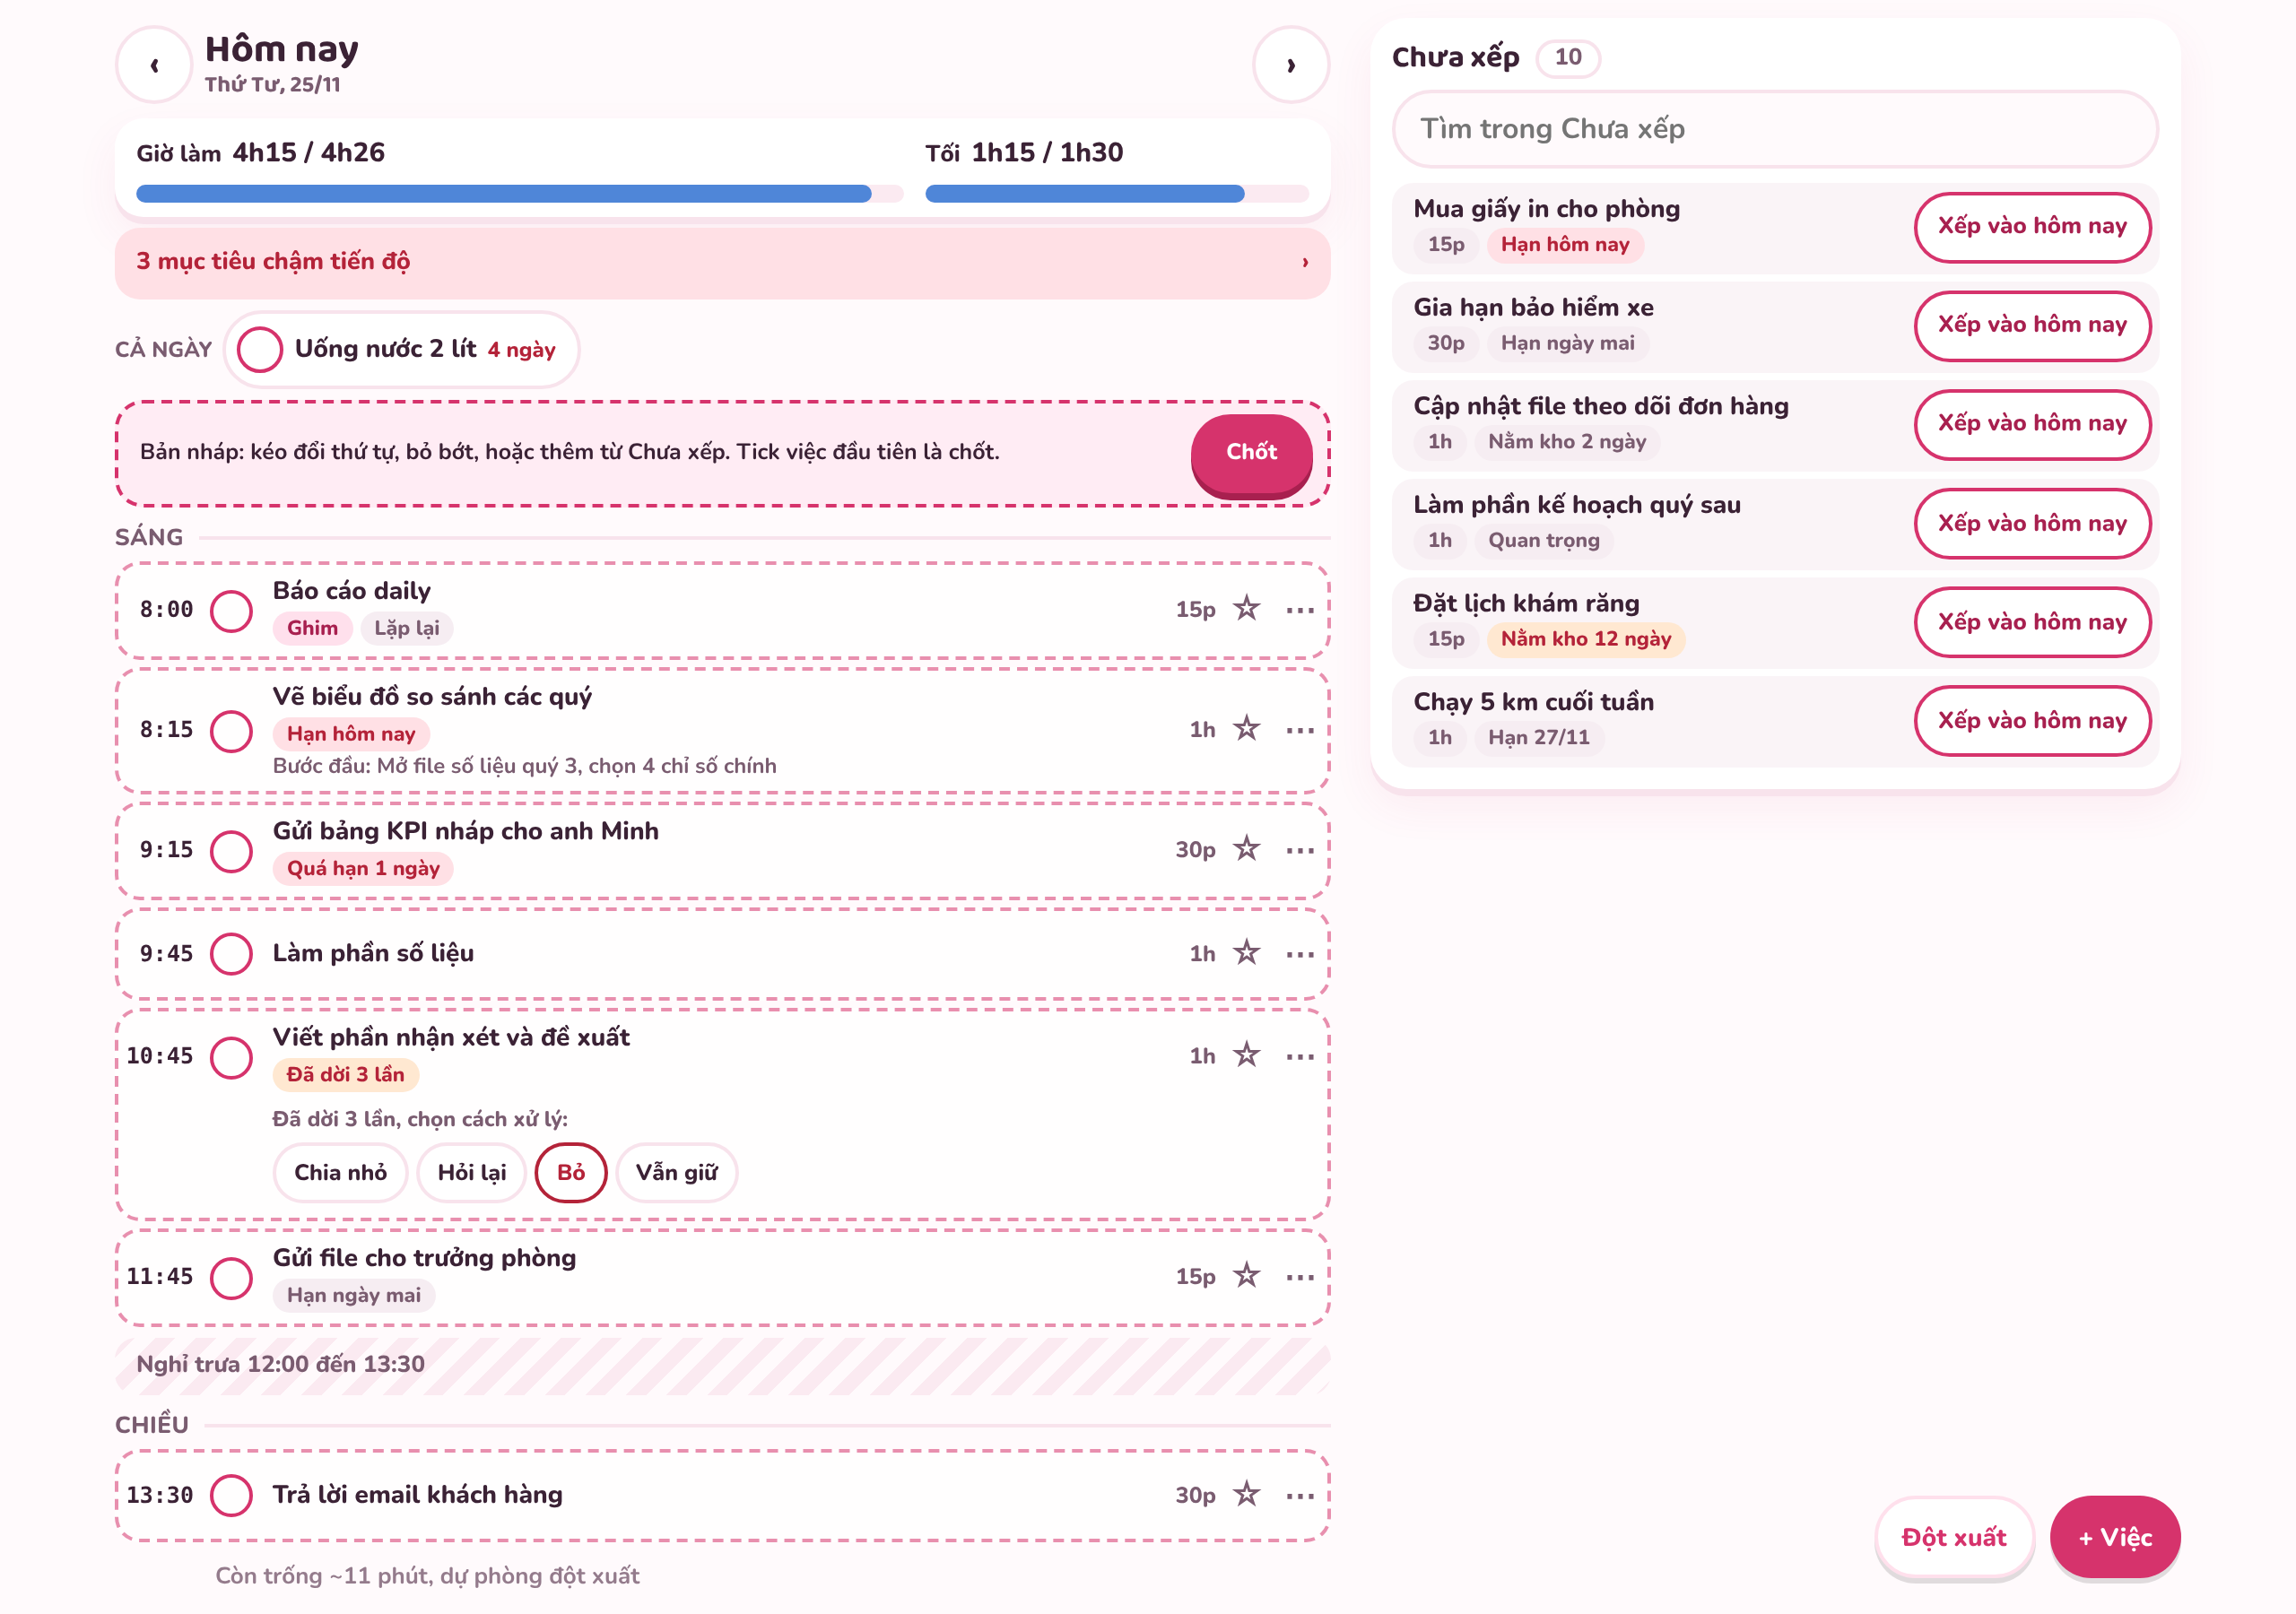 ‹
Hôm nay
Thứ Tư, 25/11
›
Giờ làm 4h15 / 4h26
Tối 1h15 / 1h30
3 mục tiêu chậm tiến độ ›
CẢ NGÀY Uống nước 2 lít 4 ngày
Bản nháp: kéo đổi thứ tự, bỏ bớt, hoặc thêm từ Chưa xếp. Tick việc đầu tiên là chốt.
Chốt
SÁNG
8:00 Báo cáo daily 15p ☆ ⋯
Ghim Lặp lại
8:15 Vẽ biểu đồ so sánh các quý 1h ☆ ⋯
Hạn hôm nay
Bước đầu: Mở file số liệu quý 3, chọn 4 chỉ số chính
9:15 Gửi bảng KPI nháp cho anh Minh 30p ☆ ⋯
Quá hạn 1 ngày
9:45 Làm phần số liệu 1h ☆ ⋯
10:45 Viết phần nhận xét và đề xuất 1h ☆ ⋯
Đã dời 3 lần
Đã dời 3 lần, chọn cách xử lý:
Chia nhỏ Hỏi lại Bỏ Vẫn giữ
11:45 Gửi file cho trưởng phòng 15p ☆ ⋯
Hạn ngày mai
Nghỉ trưa 12:00 đến 13:30
CHIỀU
13:30 Trả lời email khách hàng 30p ☆ ⋯
Còn trống ~11 phút, dự phòng đột xuất
Chưa xếp 10
Tìm trong Chưa xếp
Mua giấy in cho phòng
15p Hạn hôm nay
Xếp vào hôm nay
Gia hạn bảo hiểm xe
30p Hạn ngày mai
Xếp vào hôm nay
Cập nhật file theo dõi đơn hàng
1h Nằm kho 2 ngày
Xếp vào hôm nay
Làm phần kế hoạch quý sau
1h Quan trọng
Xếp vào hôm nay
Đặt lịch khám răng
15p Nằm kho 12 ngày
Xếp vào hôm nay
Chạy 5 km cuối tuần
1h Hạn 27/11
Xếp vào hôm nay
Đột xuất
+ Việc